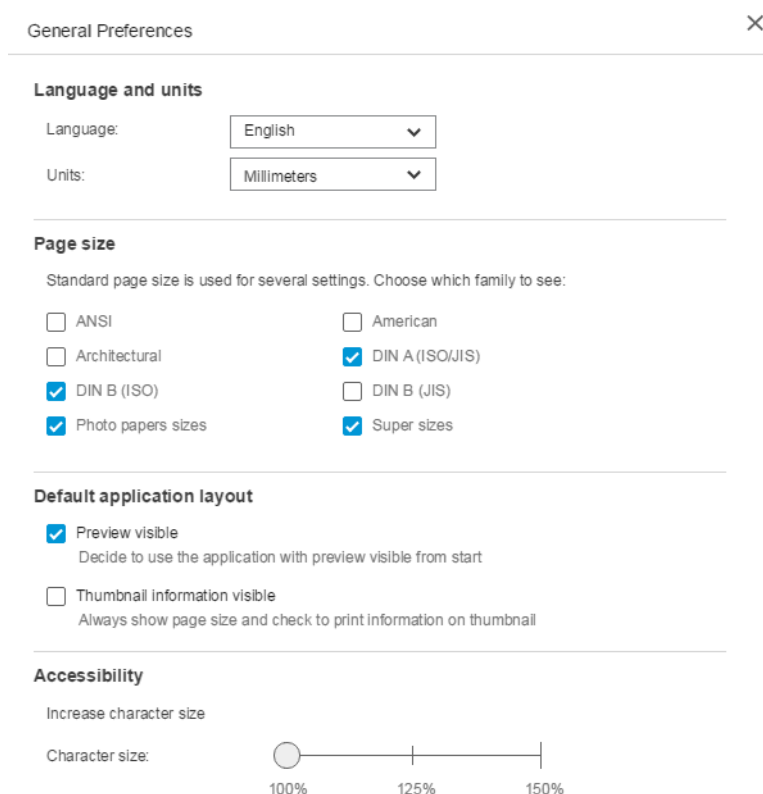 General Preferences
Language and units
Language: English
Units: Millimeters
Page size
Standard page size is used for several settings. Choose which family to see:
ANSI American
Architectural DIN A (ISO/JIS)
DIN B (ISO) DIN B (JIS)
Photo papers sizes Super sizes
Default application layout
Preview visible
Decide to use the application with preview visible from start
Thumbnail information visible
Always show page size and check to print information on thumbnail
Accessibility
Increase character size
Character size:
100% 125% 150%